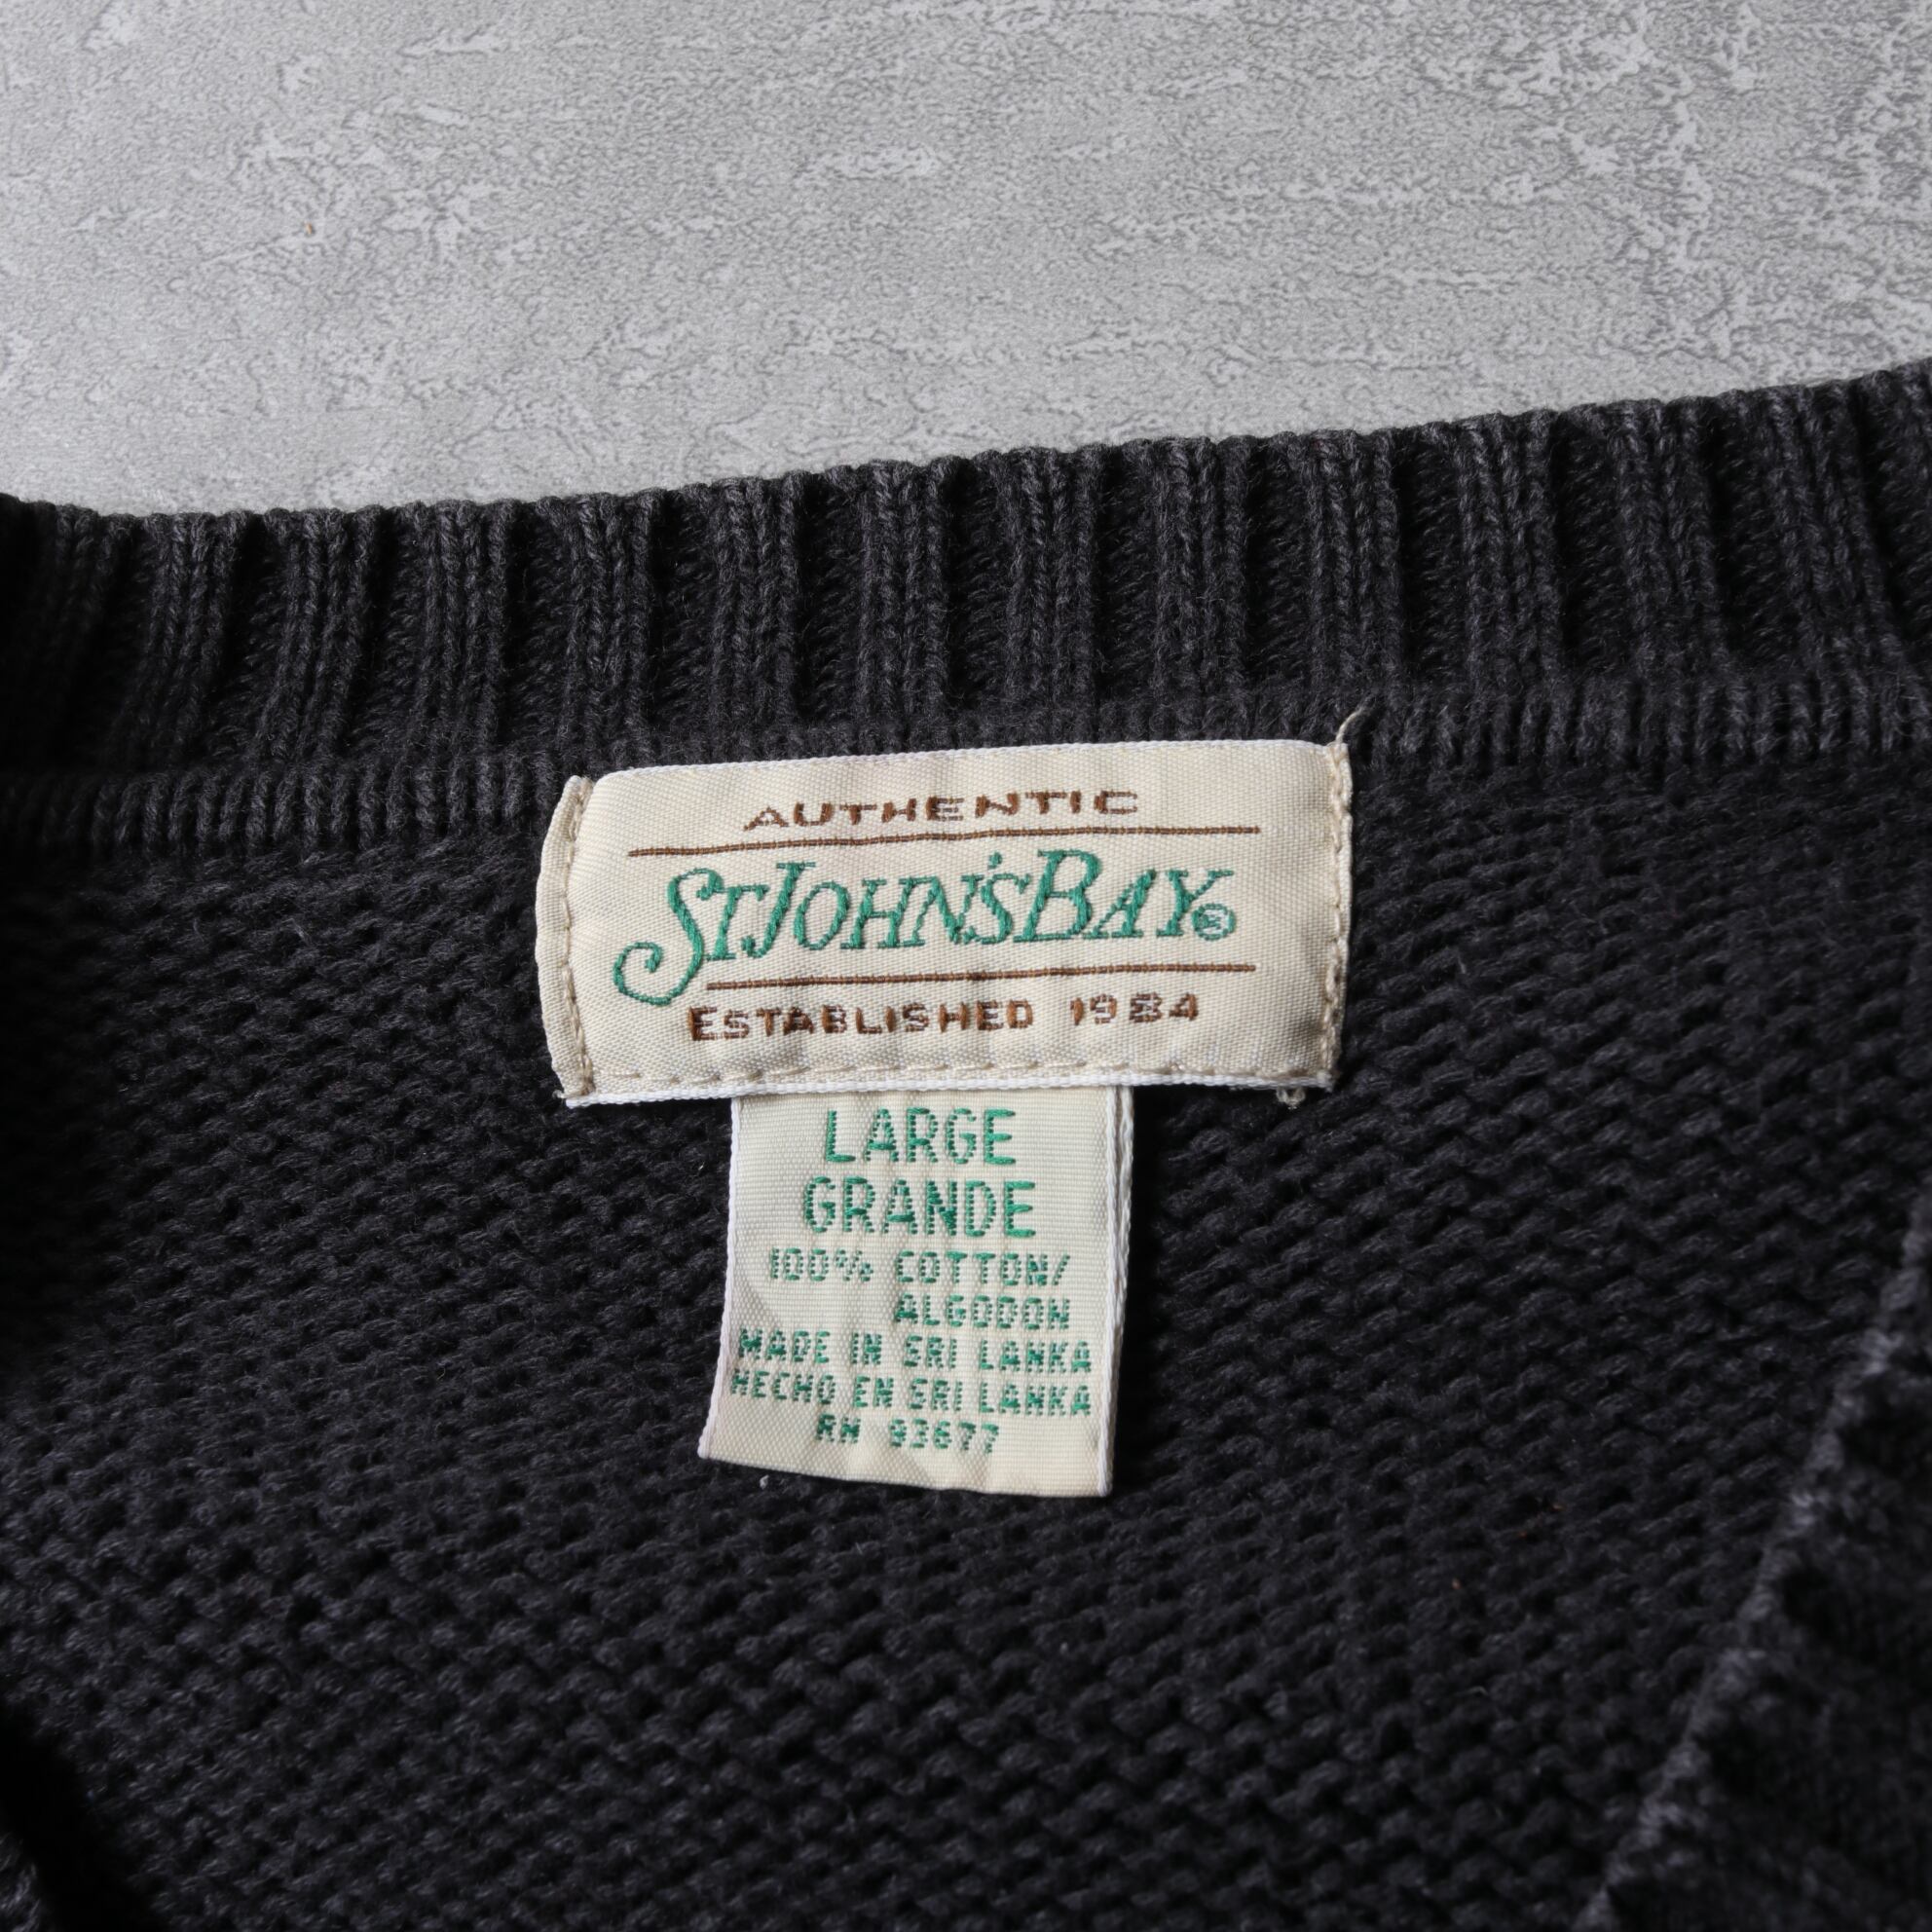 AUTHENTIC
ST JOHN'S BAY®
ESTABLISHED 1984
LARGE
GRANDE
100% COTTON/
ALGODON
MADE IN SRI LANKA
HECHO EN SRI LANKA
RN 93677